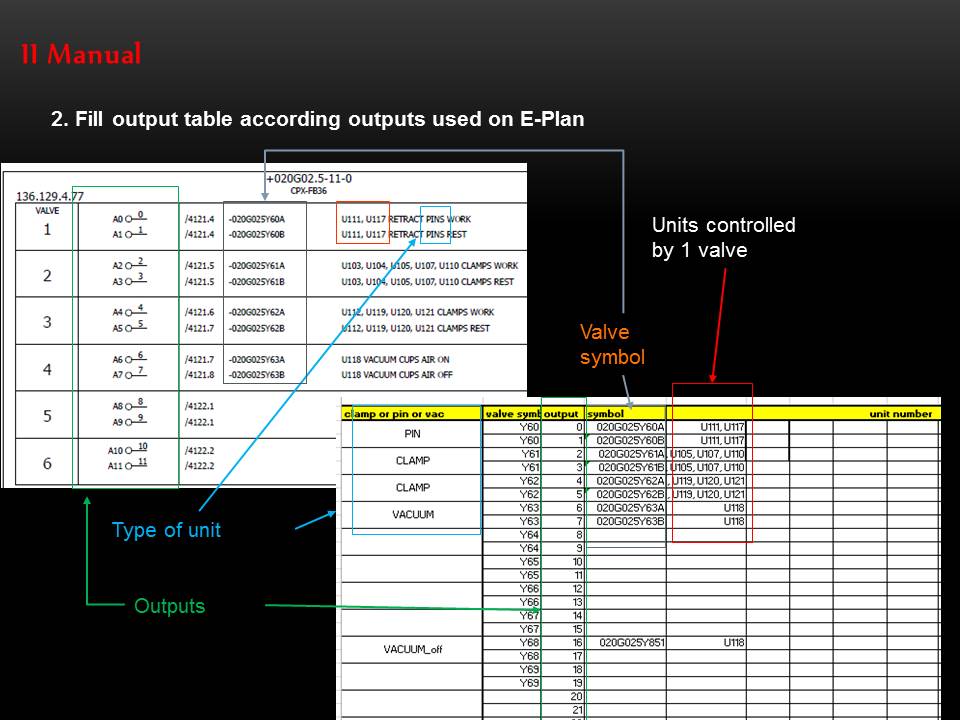 II Manual
2. Fill output table according outputs used on E-Plan
+020G02.5-11-0
CPX-FB36
136.129.4.77
VALVE
1
A0 0 /4121.4 -020G025Y60A U111, U117 RETRACT PINS WORK
A1 1 /4121.4 -020G025Y60B U111, U117 RETRACT PINS REST
2
A2 2 /4121.5 -020G025Y61A U103, U104, U105, U107, U110 CLAMPS WORK
A3 3 /4121.5 -020G025Y61B U103, U104, U105, U107, U110 CLAMPS REST
3
A4 4 /4121.6 -020G025Y62A U112, U119, U120, U121 CLAMPS WORK
A5 5 /4121.7 -020G025Y62B U112, U119, U120, U121 CLAMPS REST
4
A6 6 /4121.7 -020G025Y63A U118 VACUUM CUPS AIR ON
A7 7 /4121.8 -020G025Y63B U118 VACUUM CUPS AIR OFF
5
A8 8 /4122.1
A9 9 /4122.1
6
A10 10 /4122.2
A11 11 /4122.2
Units controlled
by 1 valve
Valve
symbol
Type of unit
Outputs
clamp or pin or vac valve symb output symbol unit number
PIN
Y60 0 020G025Y60A U111, U117
Y60 1 020G025Y60B U111, U117
CLAMP
Y61 2 020G025Y61A , U105, U107, U110
Y61 3 020G025Y61B , U105, U107, U110
CLAMP
Y62 4 020G025Y62A , U119, U120, U121
Y62 5 020G025Y62B , U119, U120, U121
VACUUM
Y63 6 020G025Y63A U118
Y63 7 020G025Y63B U118
Y64 8
Y64 9
Y65 10
Y65 11
Y66 12
Y66 13
Y67 14
Y67 15
VACUUM_off
Y68 16 020G025Y851 U118
Y68 17
Y69 18
Y69 19
20
21